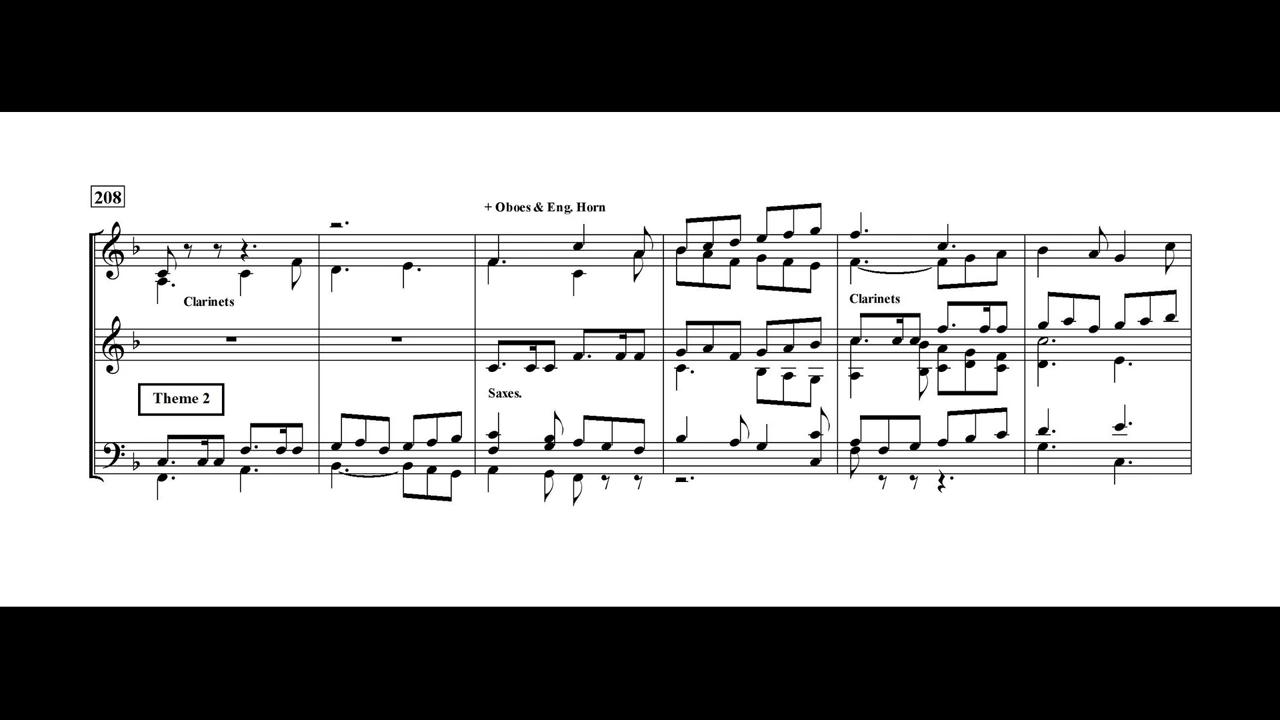 208
+ Oboes & Eng. Horn
Clarinets
Clarinets
Theme 2
Saxes.